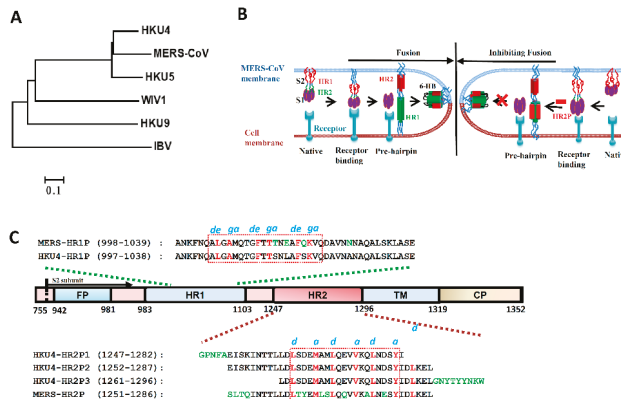 A
HKU4
MERS-CoV
HKU5
WIV1
HKU9
IBV
0.1
B
Fusion
Inhibiting Fusion
MERS-CoV membrane
S2
HR1
HR2
S1
HR2
6-HB
HR1
HR2P
Receptor
Cell membrane
Native
Receptor binding
Pre-hairpin
Pre-hairpin
Receptor binding
Nati
C
de ga de ga de ga
MERS-HR1P (998-1039) : ANKFNQALGAMQTGFTTTNEAFQKVQDAVNNNAQALSKLASE
HKU4-HR1P (997-1038) : ANKFNQALGAMQTGFTTSNLAFSKVQDAVNANAQALSKLASE
S2 subunit
FP HR1 HR2 TM CP
755 942 981 983 1103 1247 1296 1319 1352
d a d a d a a
HKU4-HR2P1 (1247-1282): GPNFAEISKINTTLLDLSDEMAMLQEVVKQLNDSYI
HKU4-HR2P2 (1252-1287): EISKINTTLLDLSDEMAMLQEVVKQLNDSYIDLKEL
HKU4-HR2P3 (1261-1296): LDLSDEMAMLQEVVKQLNDSYIDLKELGNYTYYNKW
MERS-HR2P (1251-1286) : SLTQINTTLLDLTYEMLSLQQVVKALNESYIDLKEL